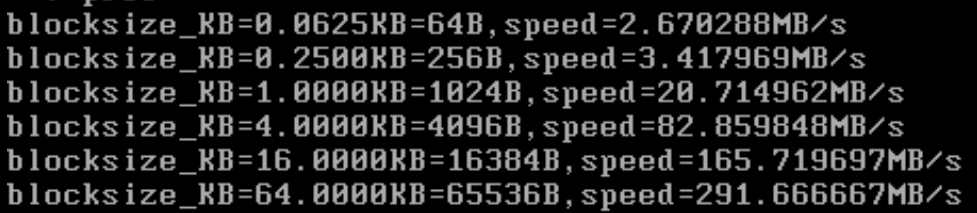 blocksize_KB=0.0625KB=64B,speed=2.670288MB/s
blocksize_KB=0.2500KB=256B,speed=3.417969MB/s
blocksize_KB=1.0000KB=1024B,speed=20.714962MB/s
blocksize_KB=4.0000KB=4096B,speed=82.859848MB/s
blocksize_KB=16.0000KB=16384B,speed=165.719697MB/s
blocksize_KB=64.0000KB=65536B,speed=291.666667MB/s